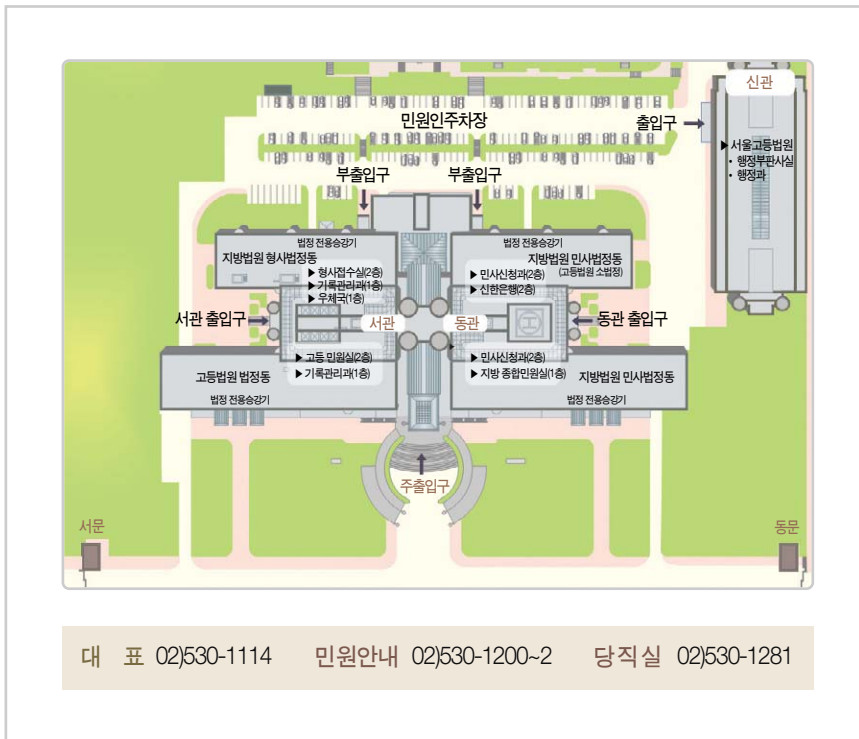 신관
민원인주차장
출입구
▶ 서울고등법원
• 행정부판사실
• 행정과
부출입구
부출입구
법정 전용승강기
지방법원 형사법정동
▶ 형사접수실(2층)
▶ 기록관리과(1층)
▶ 우체국(1층)
법정 전용승강기
지방법원 민사법정동
(고등법원 소법정)
▶ 민사신청과(2층)
▶ 신한은행(2층)
서관 출입구
서관
동관
동관 출입구
▶ 고등 민원실(2층)
▶ 기록관리과(1층)
고등법원 법정동
법정 전용승강기
▶ 민사신청과(2층)
▶ 지방 종합민원실(1층)
지방법원 민사법정동
법정 전용승강기
주출입구
서문
동문
대 표 02)530-1114 민원안내 02)530-1200~2 당직실 02)530-1281